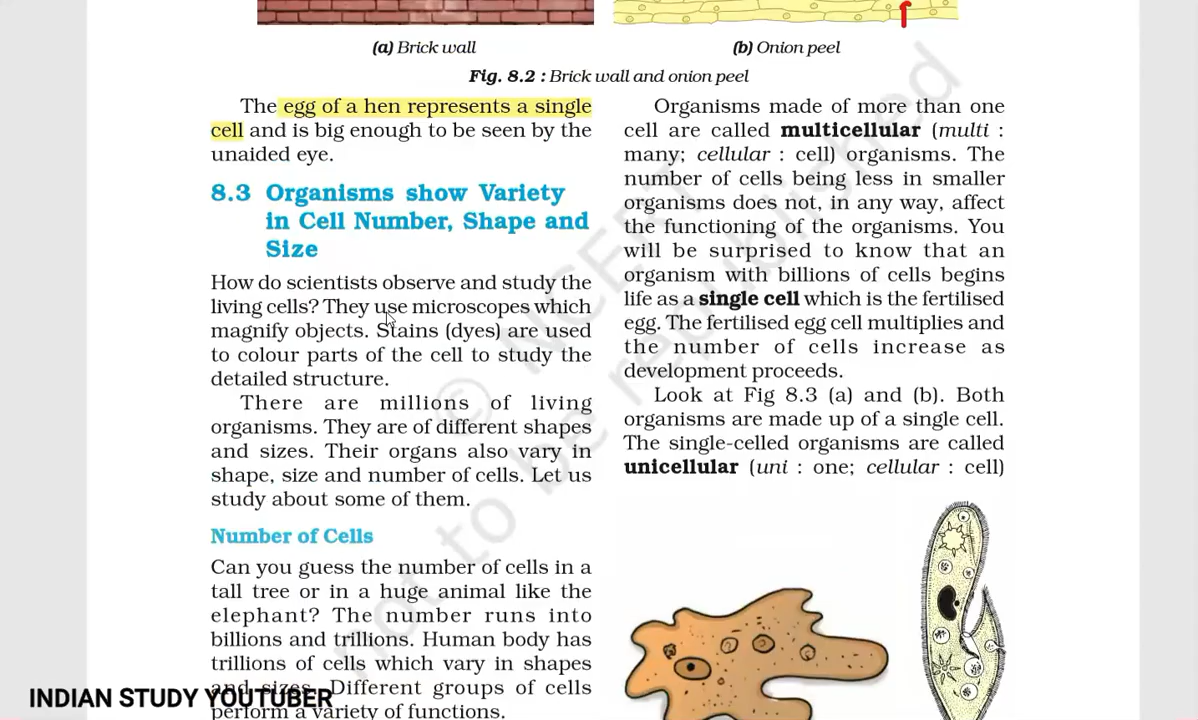 (a) Brick wall
(b) Onion peel
Fig. 8.2 : Brick wall and onion peel
The egg of a hen represents a single
cell and is big enough to be seen by the
unaided eye.
8.3 Organisms show Variety
in Cell Number, Shape and
Size
How do scientists observe and study the
living cells? They use microscopes which
magnify objects. Stains (dyes) are used
to colour parts of the cell to study the
detailed structure.
There are millions of living
organisms. They are of different shapes
and sizes. Their organs also vary in
shape, size and number of cells. Let us
study about some of them.
Number of Cells
Can you guess the number of cells in a
tall tree or in a huge animal like the
elephant? The number runs into
billions and trillions. Human body has
trillions of cells which vary in shapes
and sizes. Different groups of cells
perform a variety of functions.
Organisms made of more than one
cell are called multicellular (multi :
many; cellular : cell) organisms. The
number of cells being less in smaller
organisms does not, in any way, affect
the functioning of the organisms. You
will be surprised to know that an
organism with billions of cells begins
life as a single cell which is the fertilised
egg. The fertilised egg cell multiplies and
the number of cells increase as
development proceeds.
Look at Fig 8.3 (a) and (b). Both
organisms are made up of a single cell.
The single-celled organisms are called
unicellular (uni : one; cellular : cell)
© NCERT
not to be republished
INDIAN STUDY YOUTUBER